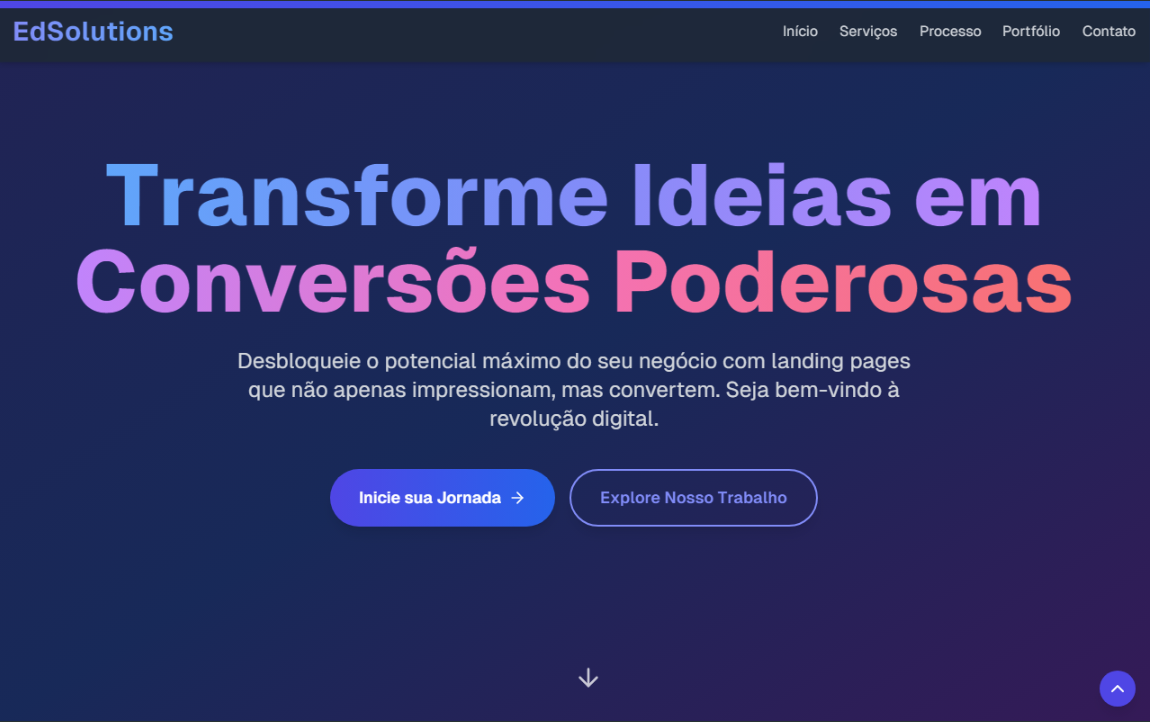 EdSolutions
Início
Serviços
Processo
Portfólio
Contato
Transforme Ideias em
Conversões Poderosas
Desbloqueie o potencial máximo do seu negócio com landing pages
que não apenas impressionam, mas convertem. Seja bem-vindo à
revolução digital.
Inicie sua Jornada
Explore Nosso Trabalho